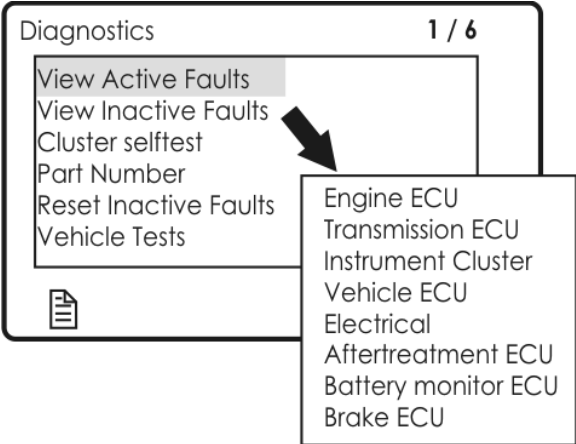 Diagnostics 1 / 6
View Active Faults
View Inactive Faults
Cluster selftest
Part Number
Reset Inactive Faults
Vehicle Tests
Engine ECU
Transmission ECU
Instrument Cluster
Vehicle ECU
Electrical
Aftertreatment ECU
Battery monitor ECU
Brake ECU